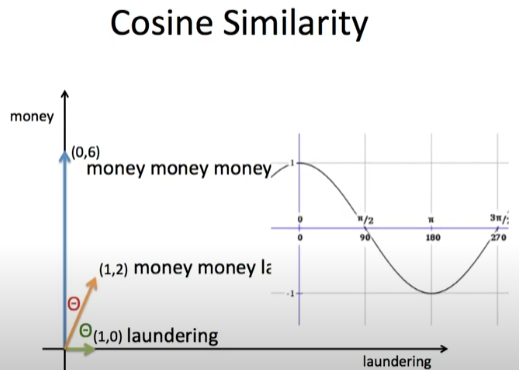 Cosine Similarity
money
(0,6)
money money money
(1,2) money money la
Θ
Θ
(1,0) laundering
laundering
1
0
π/2
π
3π/
0
90
180
270
-1